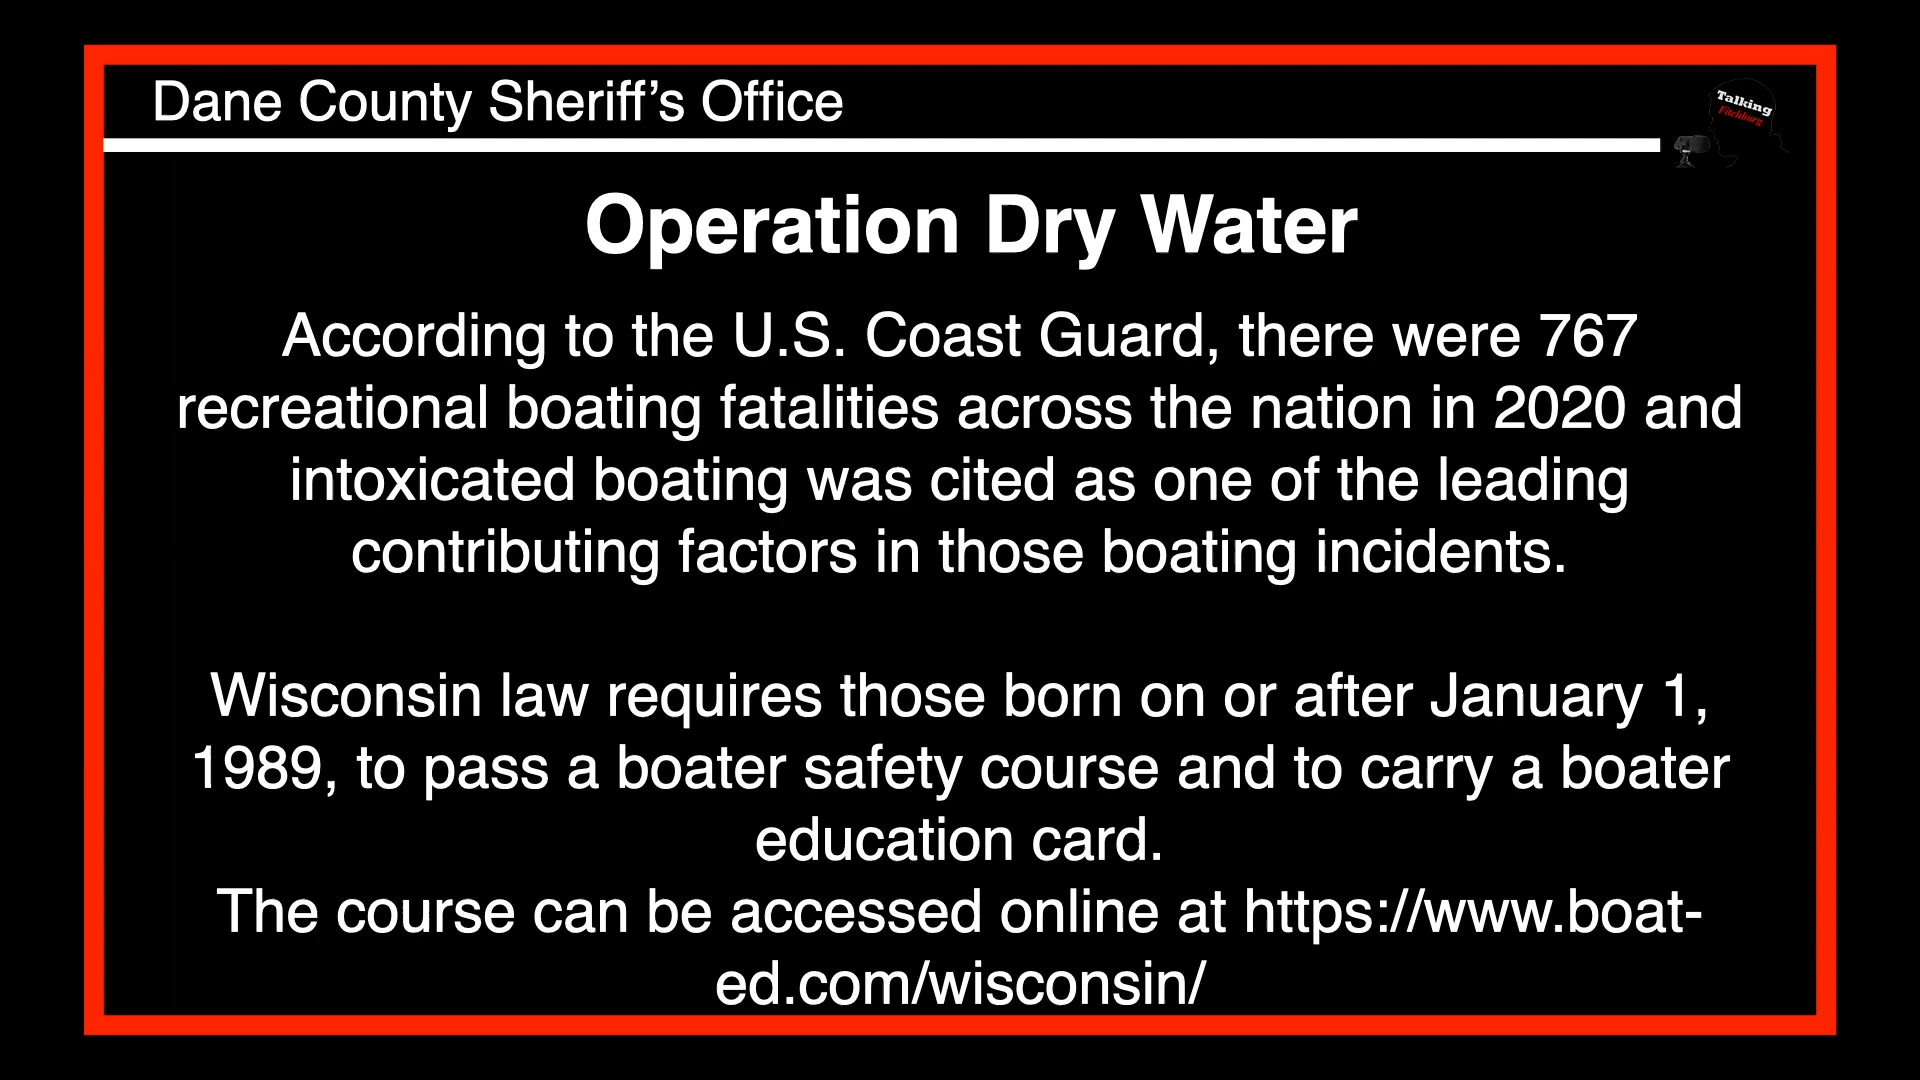 Dane County Sheriff’s Office
Talking
Fitchburg
Operation Dry Water
According to the U.S. Coast Guard, there were 767
recreational boating fatalities across the nation in 2020 and
intoxicated boating was cited as one of the leading
contributing factors in those boating incidents.
Wisconsin law requires those born on or after January 1,
1989, to pass a boater safety course and to carry a boater
education card.
The course can be accessed online at https://www.boat-
ed.com/wisconsin/